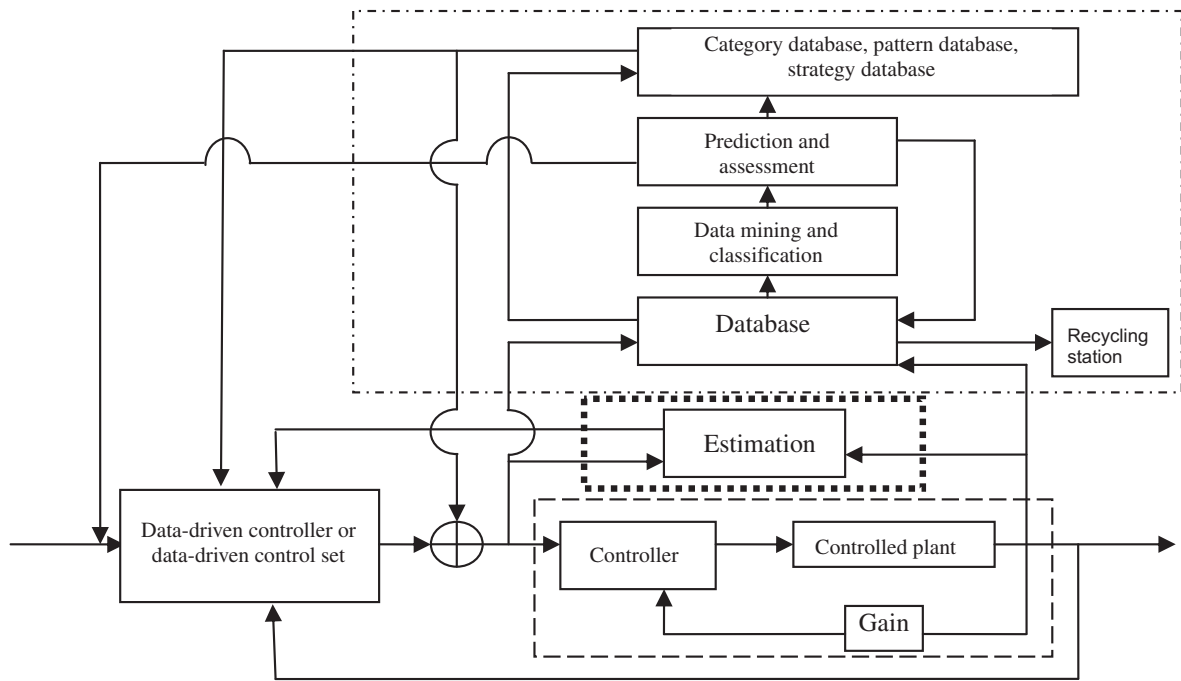 Category database, pattern database,
strategy database
Prediction and
assessment
Data mining and
classification
Database
Recycling
station
Estimation
Data-driven controller or
data-driven control set
Controller
Controlled plant
Gain